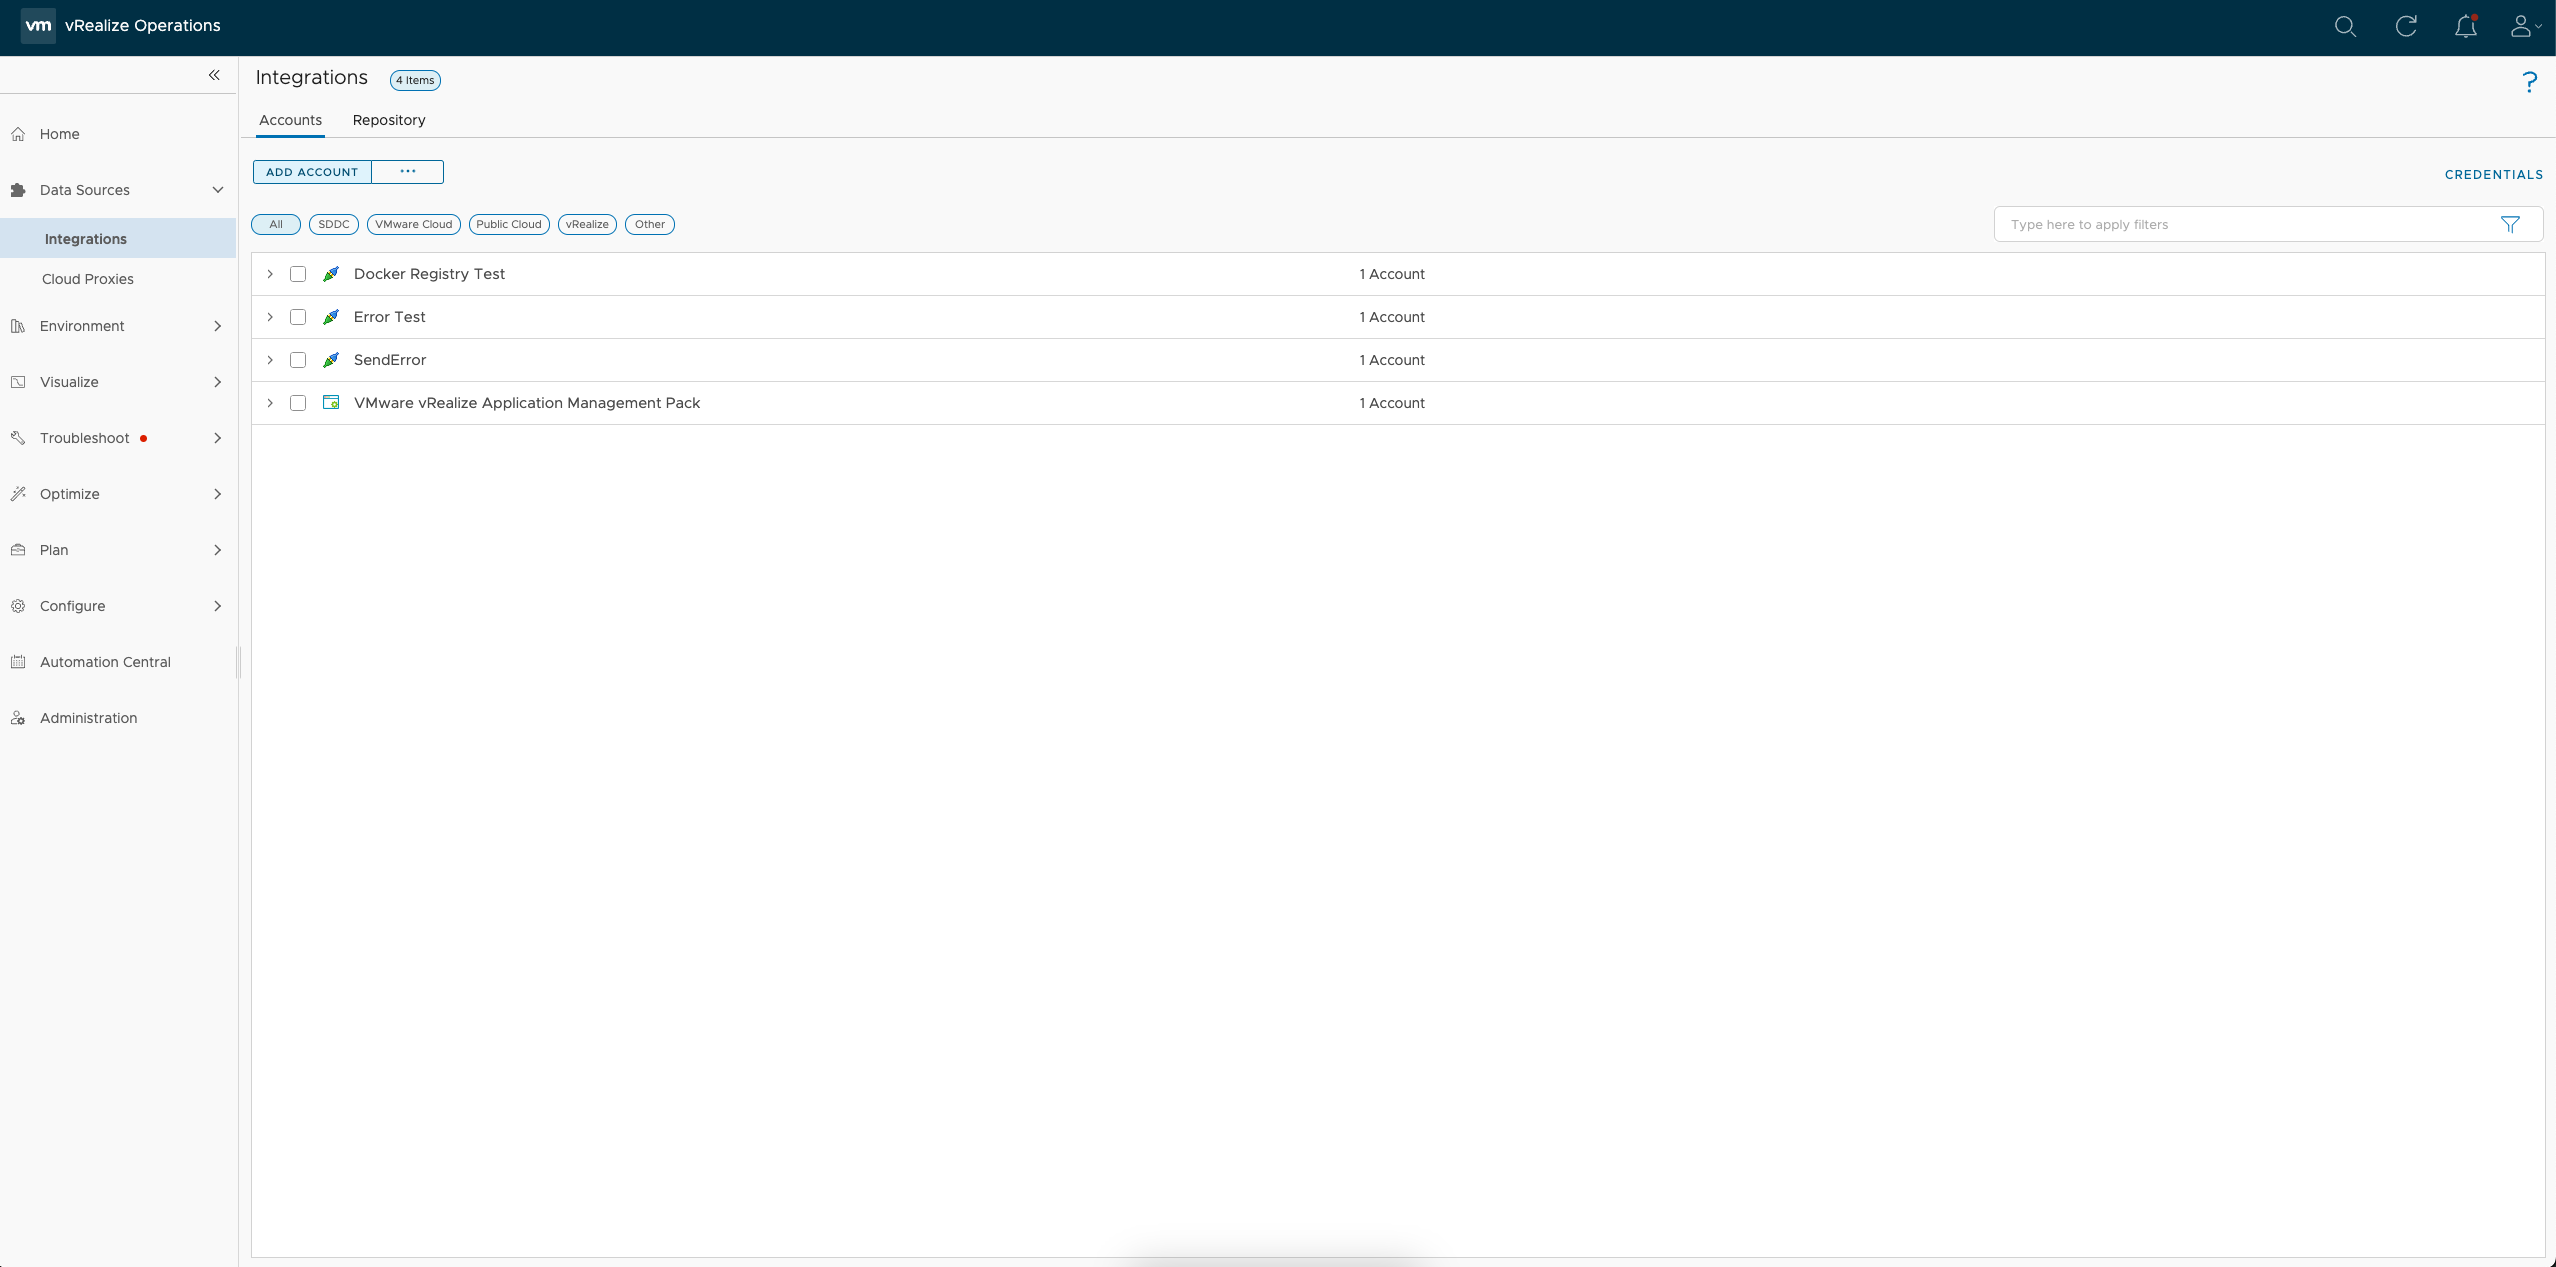 vm vRealize Operations
Integrations 4 Items
?
Accounts Repository
ADD ACCOUNT ...
CREDENTIALS
All SDDC VMware Cloud Public Cloud vRealize Other
Type here to apply filters
Home
Data Sources
Integrations
Cloud Proxies
Environment
Visualize
Troubleshoot
Optimize
Plan
Configure
Automation Central
Administration
Docker Registry Test 1 Account
Error Test 1 Account
SendError 1 Account
VMware vRealize Application Management Pack 1 Account